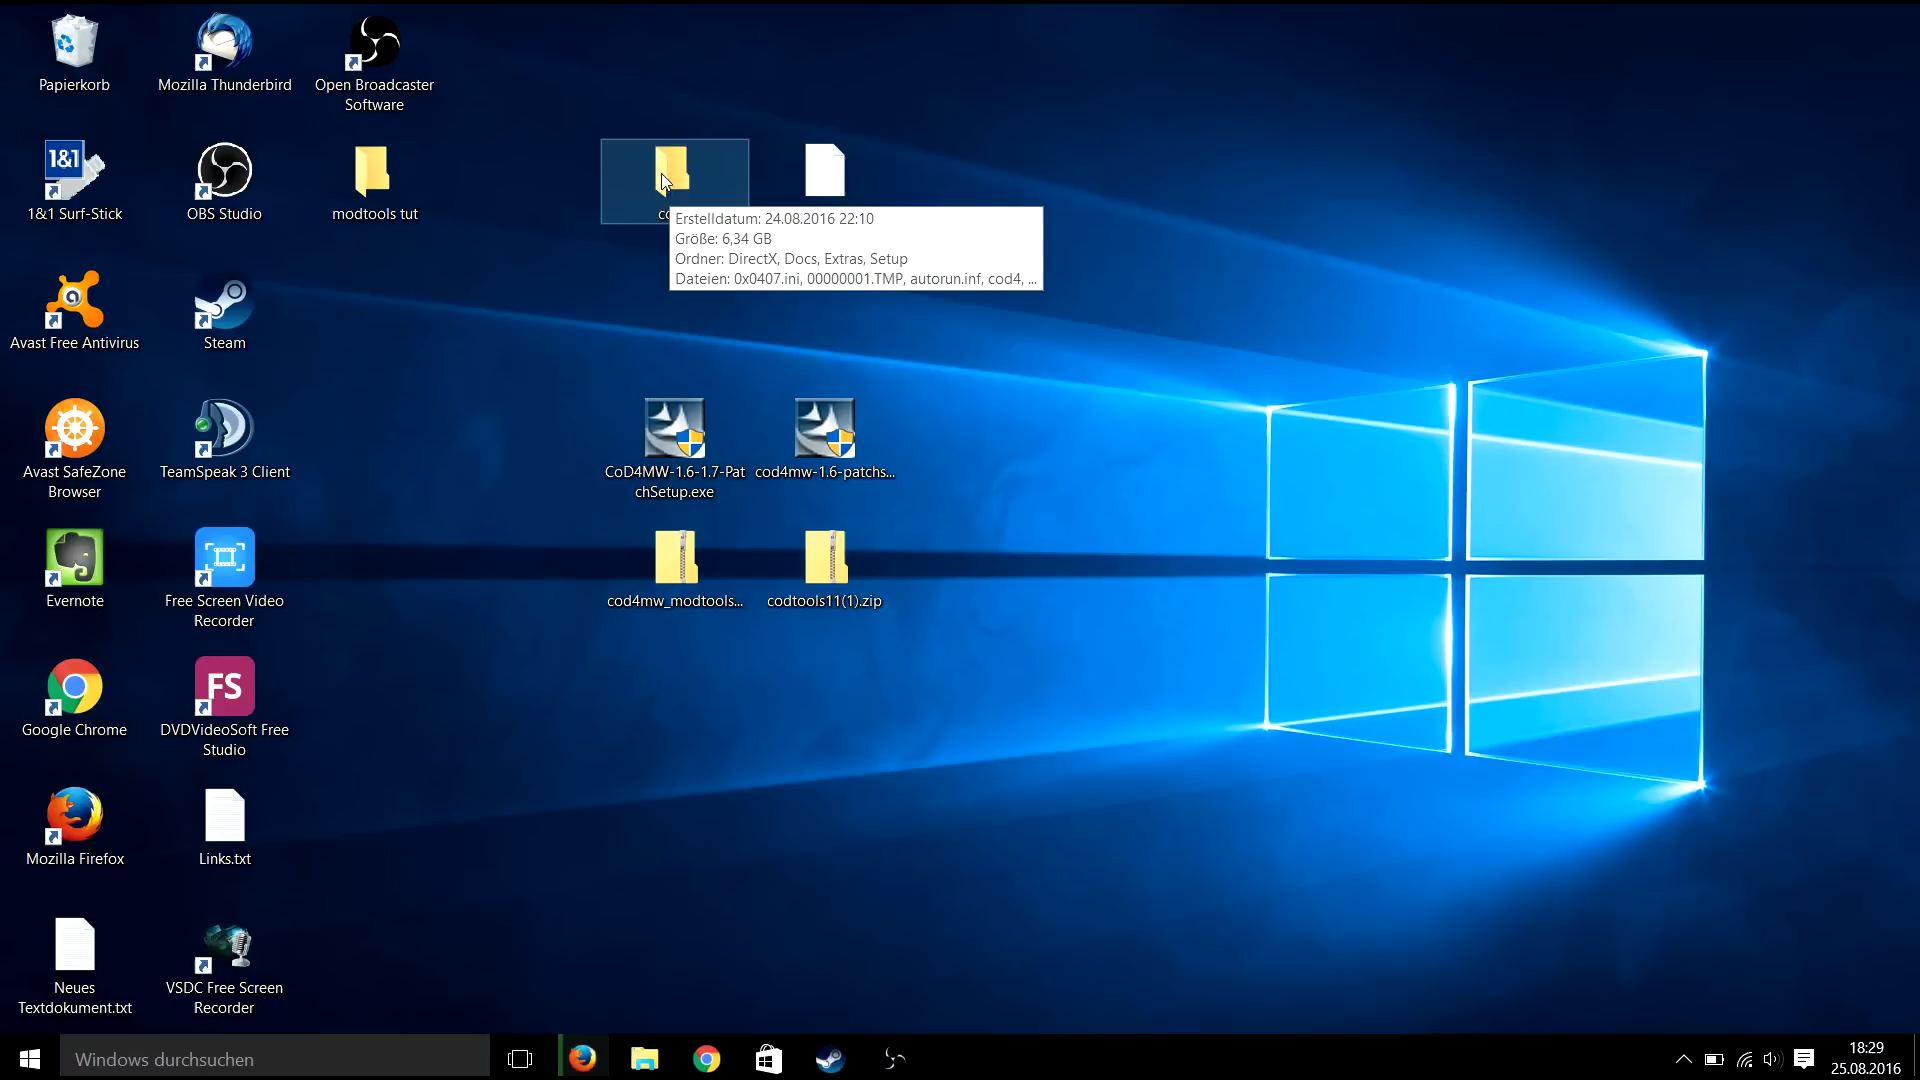 Papierkorb
Mozilla Thunderbird
Open Broadcaster
Software
1&1
1&1 Surf-Stick
OBS Studio
modtools tut
Erstelldatum: 24.08.2016 22:10
Größe: 6,34 GB
Ordner: DirectX, Docs, Extras, Setup
Dateien: 0x0407.ini, 00000001.TMP, autorun.inf, cod4, ...
Avast Free Antivirus
Steam
Avast SafeZone
Browser
TeamSpeak 3 Client
CoD4MW-1.6-1.7-Pat
chSetup.exe
cod4mw-1.6-patchs...
Evernote
Free Screen Video
Recorder
cod4mw_modtools...
codtools11(1).zip
Google Chrome
FS
DVDVideoSoft Free
Studio
Mozilla Firefox
Links.txt
Neues
Textdokument.txt
VSDC Free Screen
Recorder
Windows durchsuchen
18:29
25.08.2016